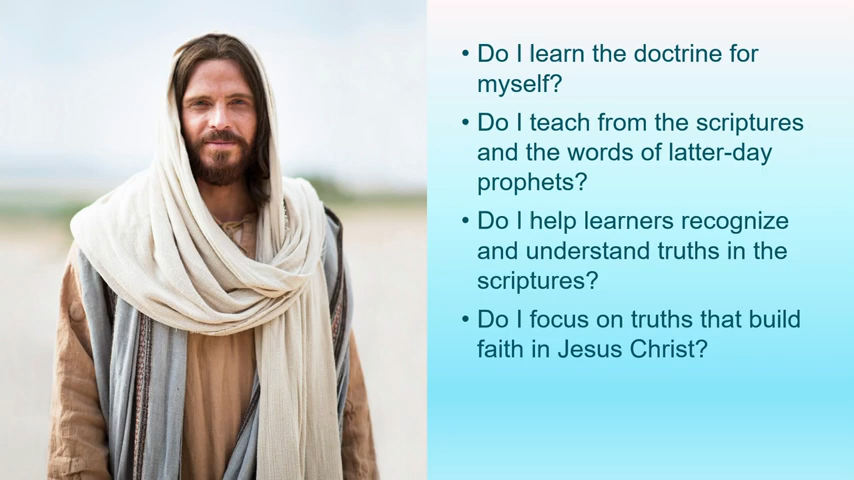 • Do I learn the doctrine for
myself?
• Do I teach from the scriptures
and the words of latter-day
prophets?
• Do I help learners recognize
and understand truths in the
scriptures?
• Do I focus on truths that build
faith in Jesus Christ?